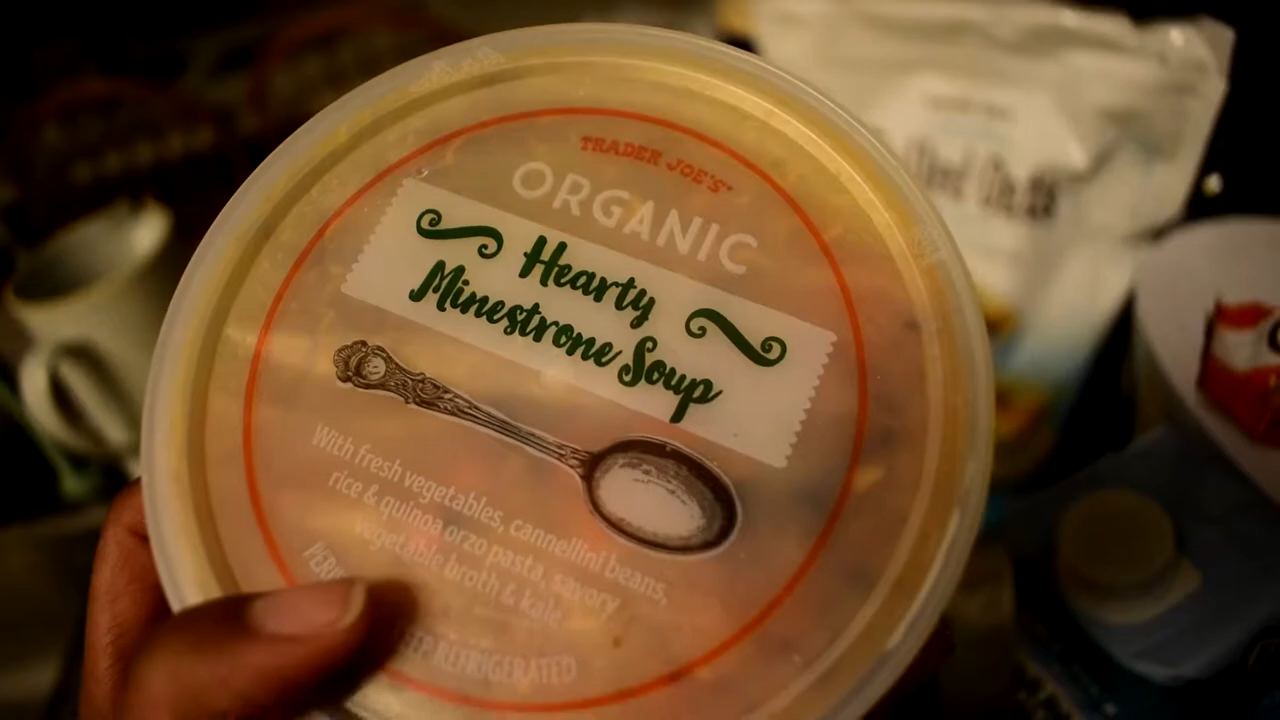 TRADER JOE'S
ORGANIC
Hearty
Minestrone Soup
With fresh vegetables, cannellini beans,
rice & quinoa orzo pasta, savory
vegetable broth & kale
REFRIGERATED